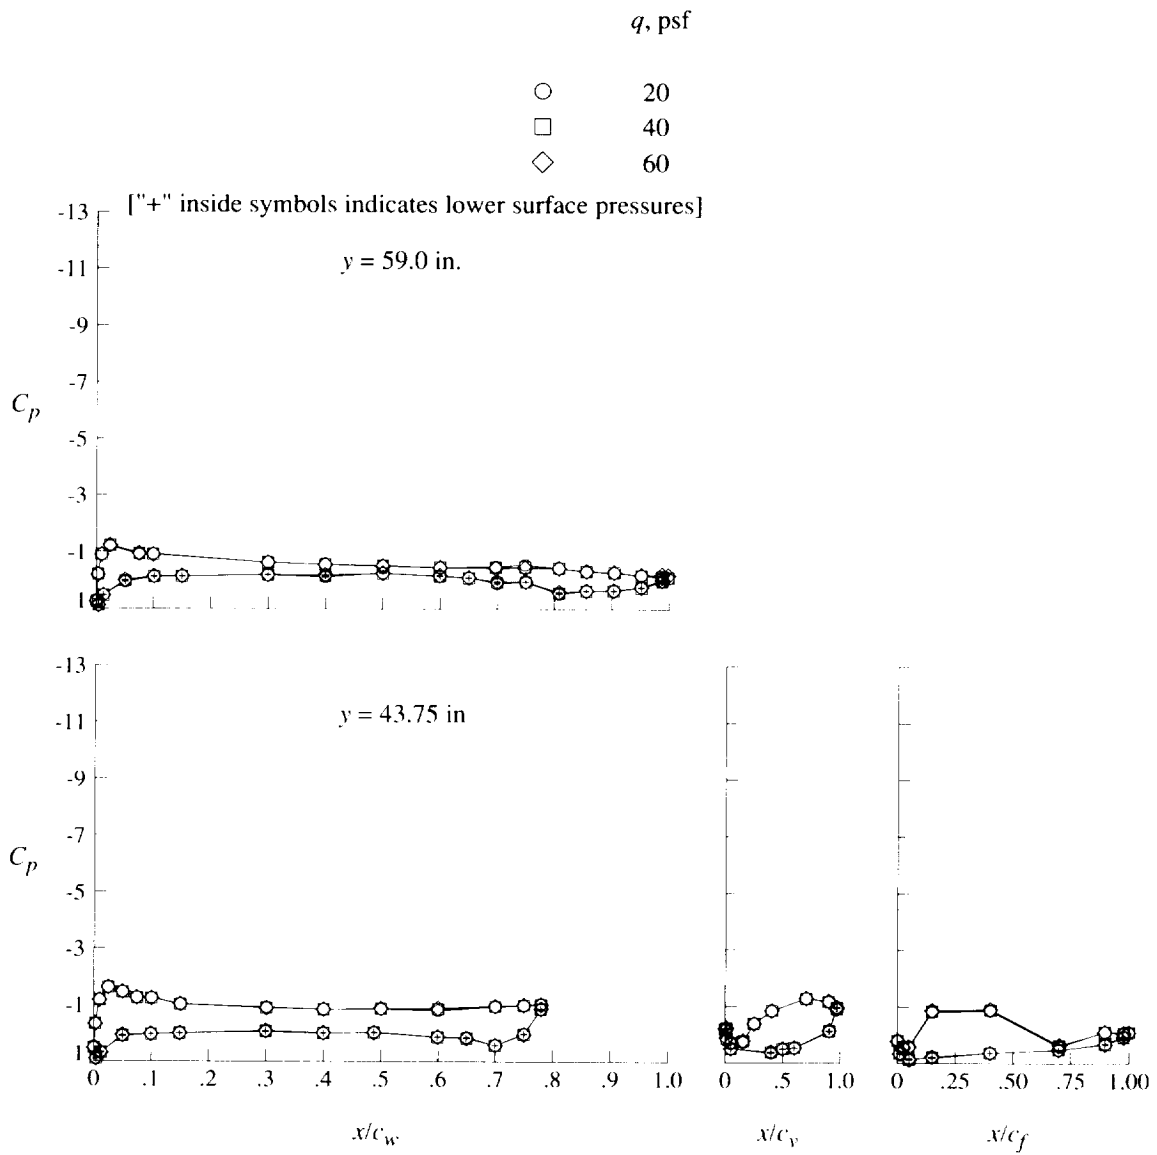 q, psf
20
40
60
["+" inside symbols indicates lower surface pressures]
y = 59.0 in.
-13
-11
-9
-7
C_p
-5
-3
-1
1
y = 43.75 in
-13
-11
-9
-7
C_p
-5
-3
-1
1
0 .1 .2 .3 .4 .5 .6 .7 .8 .9 1.0
0 .5 1.0
0 .25 .50 .75 1.00
x/c_w
x/c_v
x/c_f